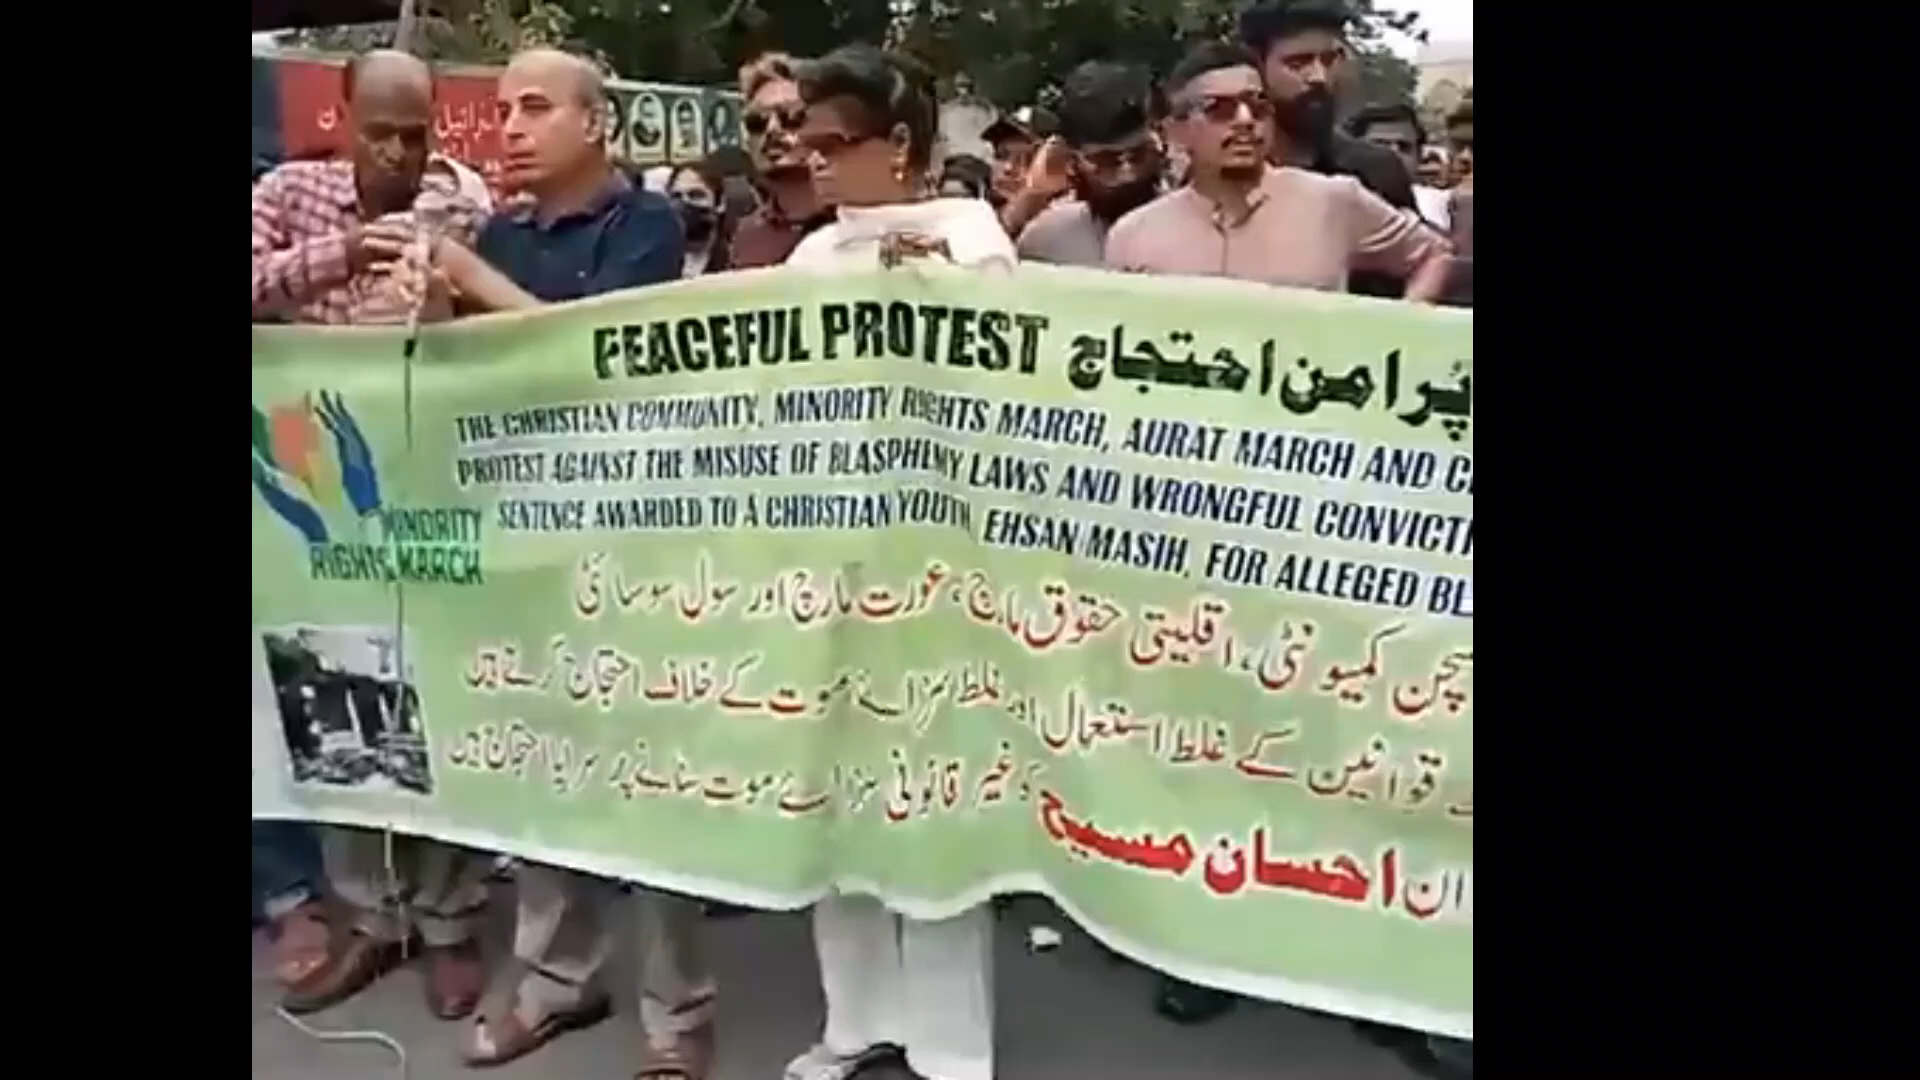 PEACEFUL PROTEST پُرامن احتجاج
THE CHRISTIAN COMMUNITY, MINORITY RIGHTS MARCH, AURAT MARCH AND
PROTEST AGAINST THE MISUSE OF BLASPHEMY LAWS AND WRONGFUL
SENTENCE AWARDED TO A CHRISTIAN YOUTH, EHSAN MASIH, FOR ALLEGED
MINORITY
RIGHTS MARCH
کمیونٹی، اقلیتی حقوق مارچ، عورت مارچ اور سول سوسائٹی
قوانین کے غلط استعمال اور غلط سزائے موت کے خلاف احتجاج کرتے ہیں
احسان مسیح کو غیر قانونی سزائے موت سنانے پر سراپا احتجاج ہیں